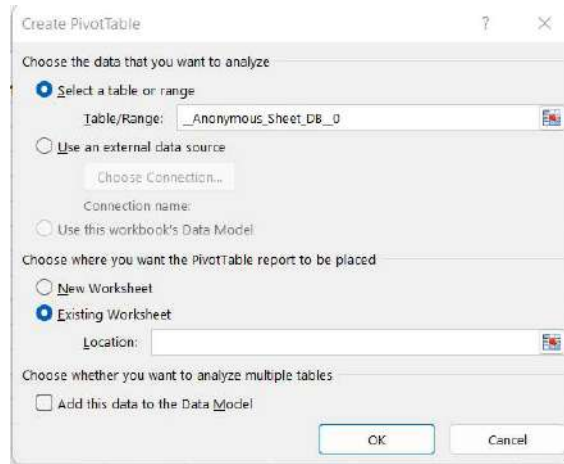 Create PivotTable ? ×
Choose the data that you want to analyze
Select a table or range
Table/Range: __Anonymous_Sheet_DB__0
Use an external data source
Choose Connection...
Connection name:
Use this workbook's Data Model
Choose where you want the PivotTable report to be placed
New Worksheet
Existing Worksheet
Location:
Choose whether you want to analyze multiple tables
Add this data to the Data Model
OK Cancel